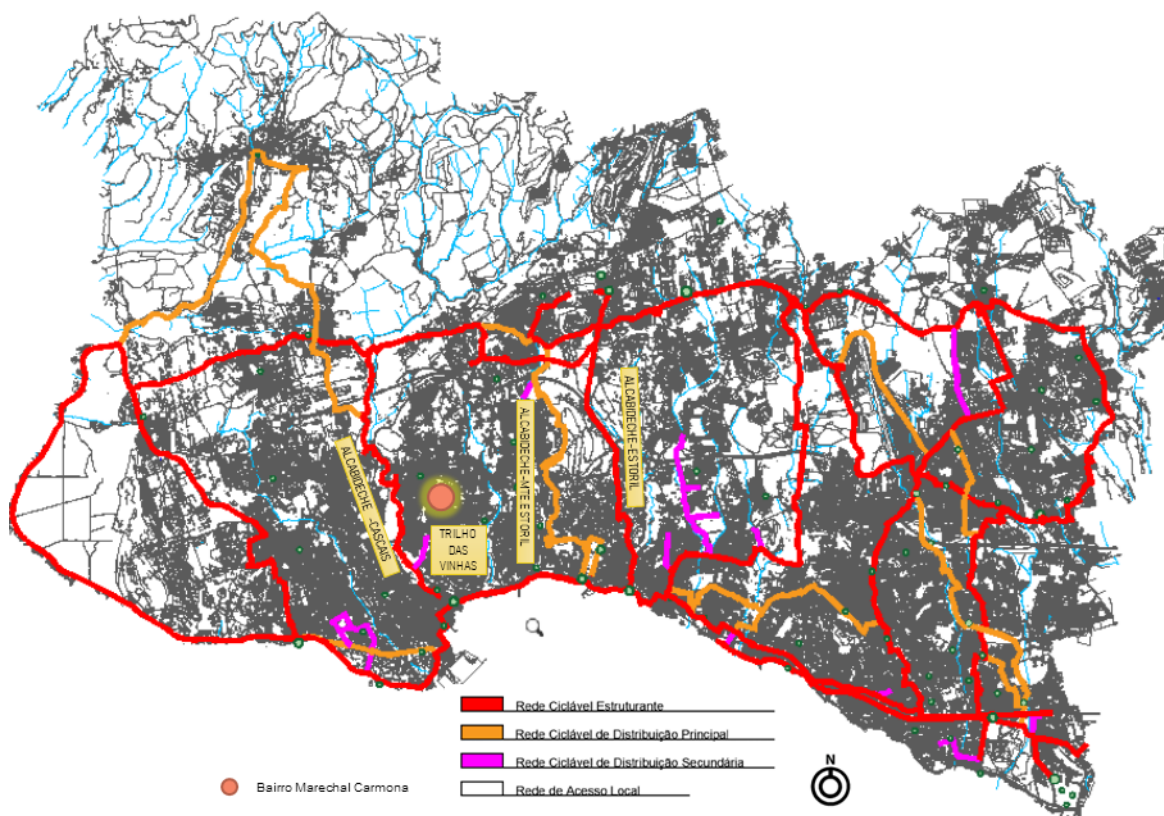 ALCABIDECHE -CASCAIS
TRILHO
DAS
VINHAS
ALCABIDECHE-MTE ESTORIL
ALCABIDECHE-ESTORIL
Rede Ciclável Estruturante
Rede Ciclável de Distribuição Principal
Rede Ciclável de Distribuição Secundária
Rede de Acesso Local
Bairro Marechal Carmona
N